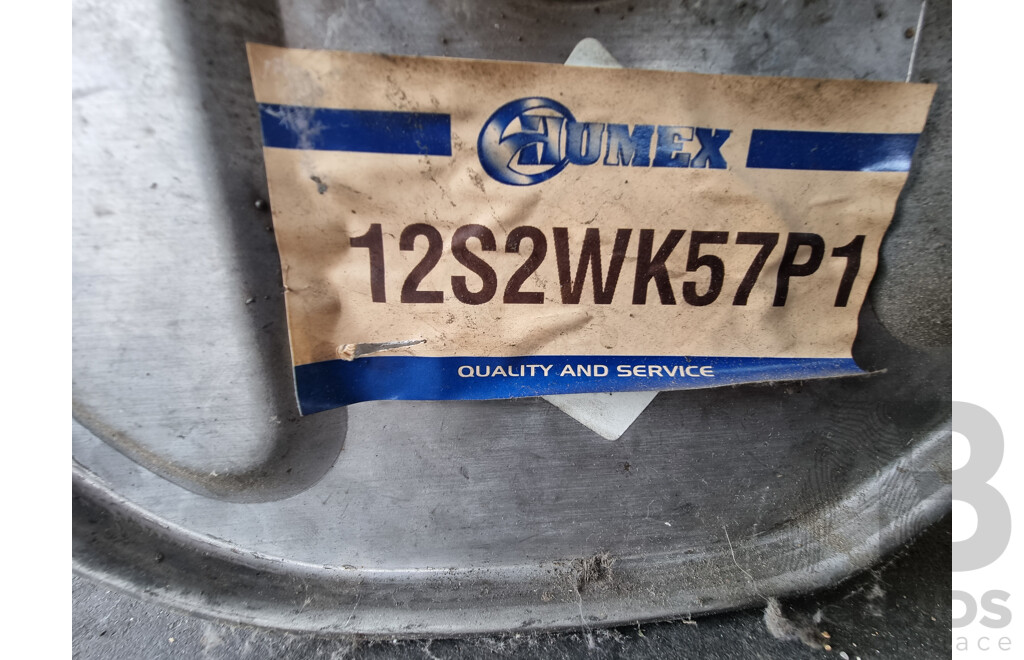 HUMEX
12S2WK57P1
QUALITY AND SERVICE